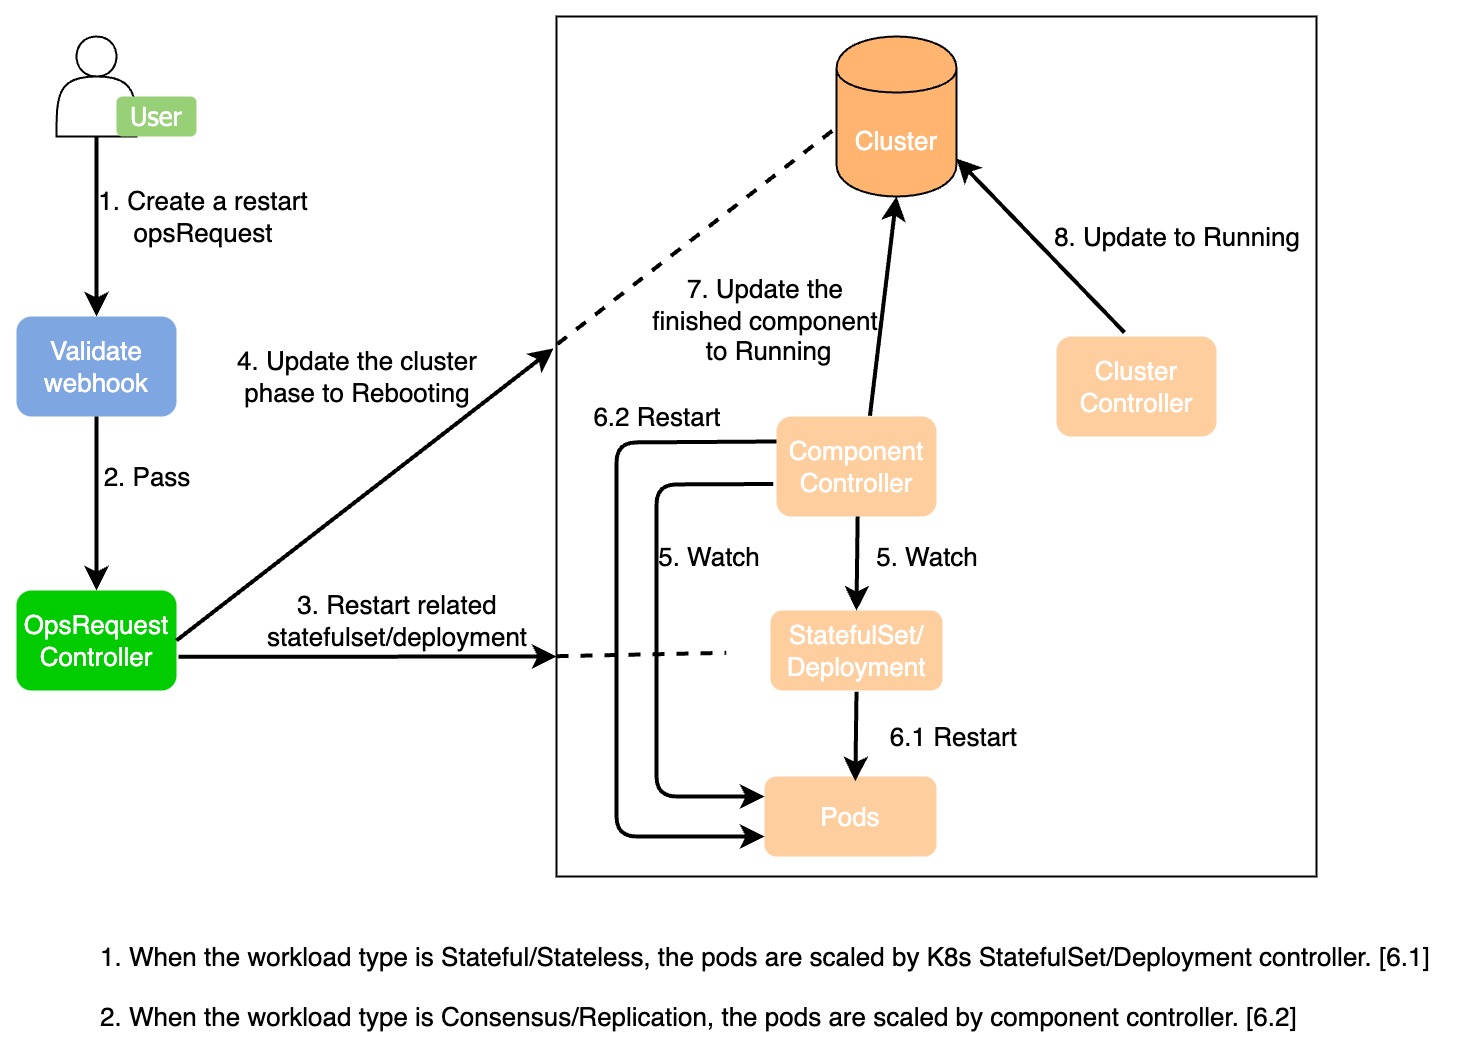 User
1. Create a restart
opsRequest
Validate
webhook
2. Pass
OpsRequest
Controller
4. Update the cluster
phase to Rebooting
3. Restart related
statefulset/deployment
Cluster
8. Update to Running
7. Update the
finished component
to Running
Cluster
Controller
6.2 Restart
Component
Controller
5. Watch
5. Watch
StatefulSet/
Deployment
6.1 Restart
Pods
1. When the workload type is Stateful/Stateless, the pods are scaled by K8s StatefulSet/Deployment controller. [6.1]
2. When the workload type is Consensus/Replication, the pods are scaled by component controller. [6.2]